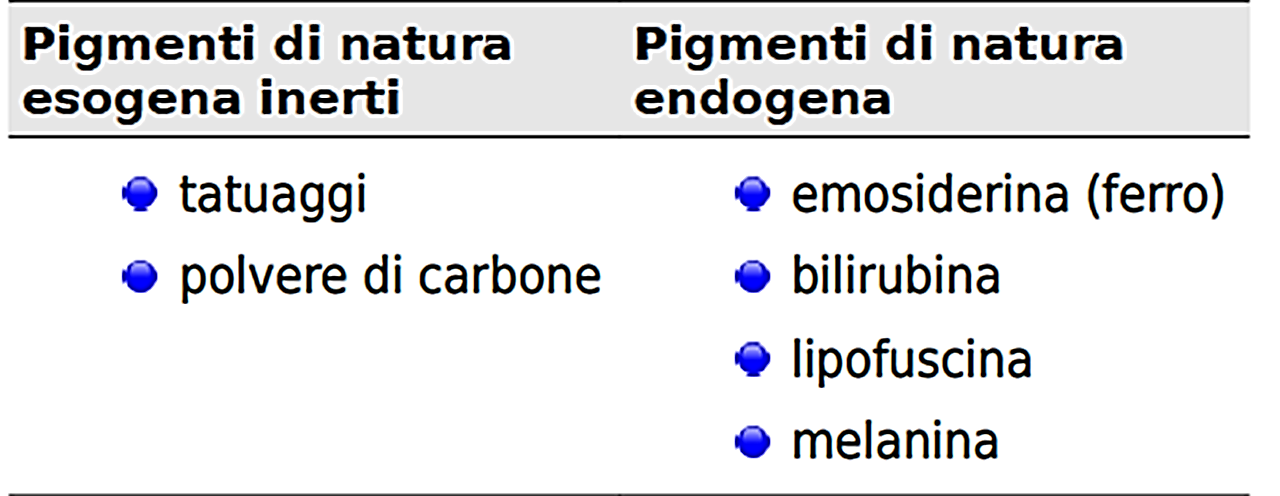 Pigmenti di natura
esogena inerti
Pigmenti di natura
endogena
tatuaggi
polvere di carbone
emosiderina (ferro)
bilirubina
lipofuscina
melanina